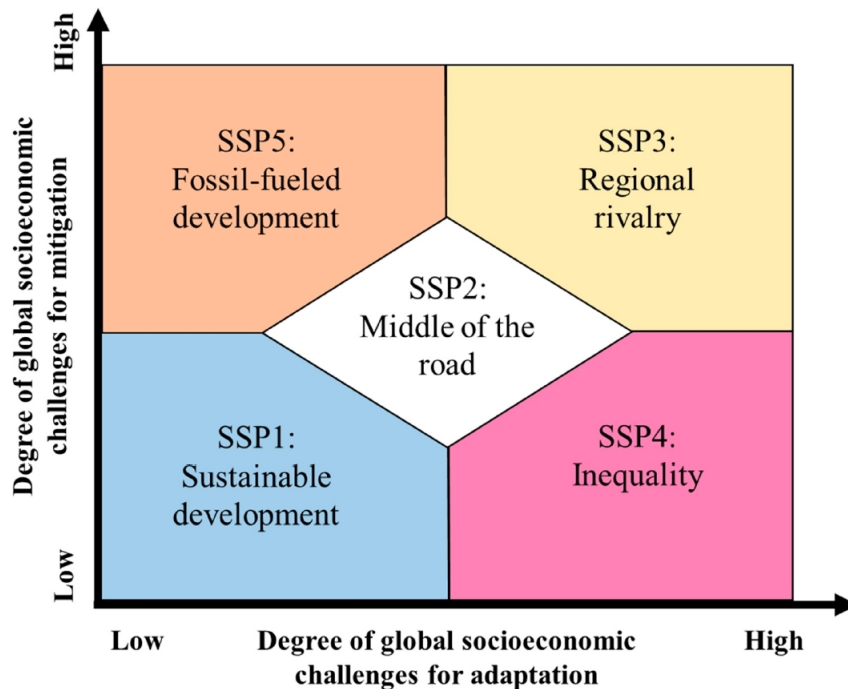 High
Degree of global socioeconomic
challenges for mitigation
Low
SSP5:
Fossil-fueled
development
SSP3:
Regional
rivalry
SSP2:
Middle of the
road
SSP1:
Sustainable
development
SSP4:
Inequality
Low
Degree of global socioeconomic
challenges for adaptation
High